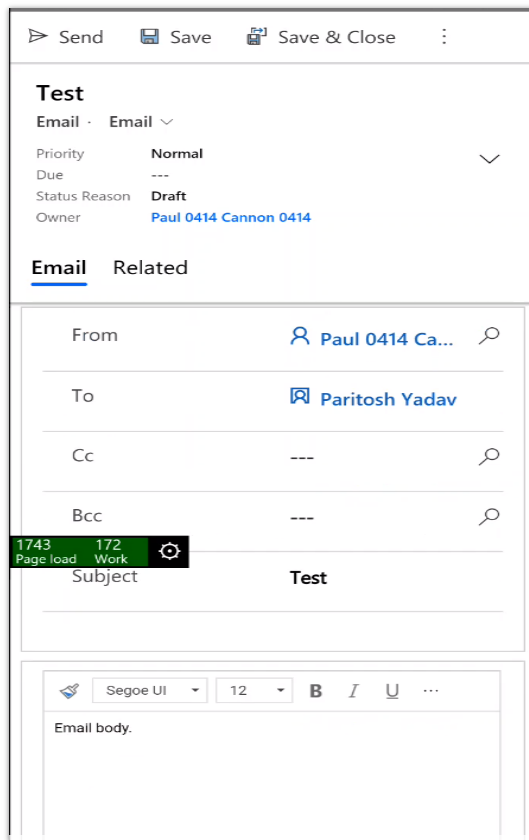 Send Save Save & Close
Test
Email · Email
Priority Normal
Due ---
Status Reason Draft
Owner Paul 0414 Cannon 0414
Email Related
From Paul 0414 Ca...
To Paritosh Yadav
Cc ---
Bcc ---
1743 172
Page load Work
Subject Test
Segoe UI 12 B I U ...
Email body.